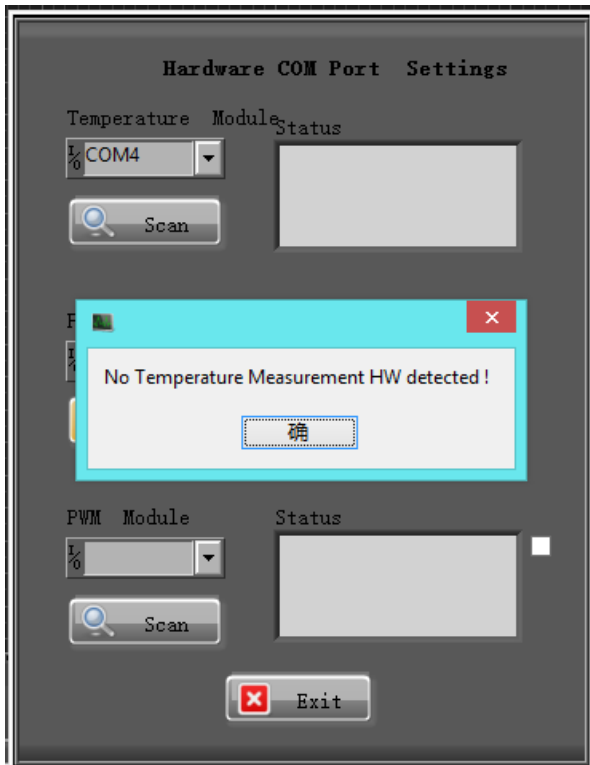 Hardware COM Port Settings
Temperature Module
Status
I/O COM4
Scan
F
No Temperature Measurement HW detected !
确
PWM Module
Status
I/O
Scan
Exit